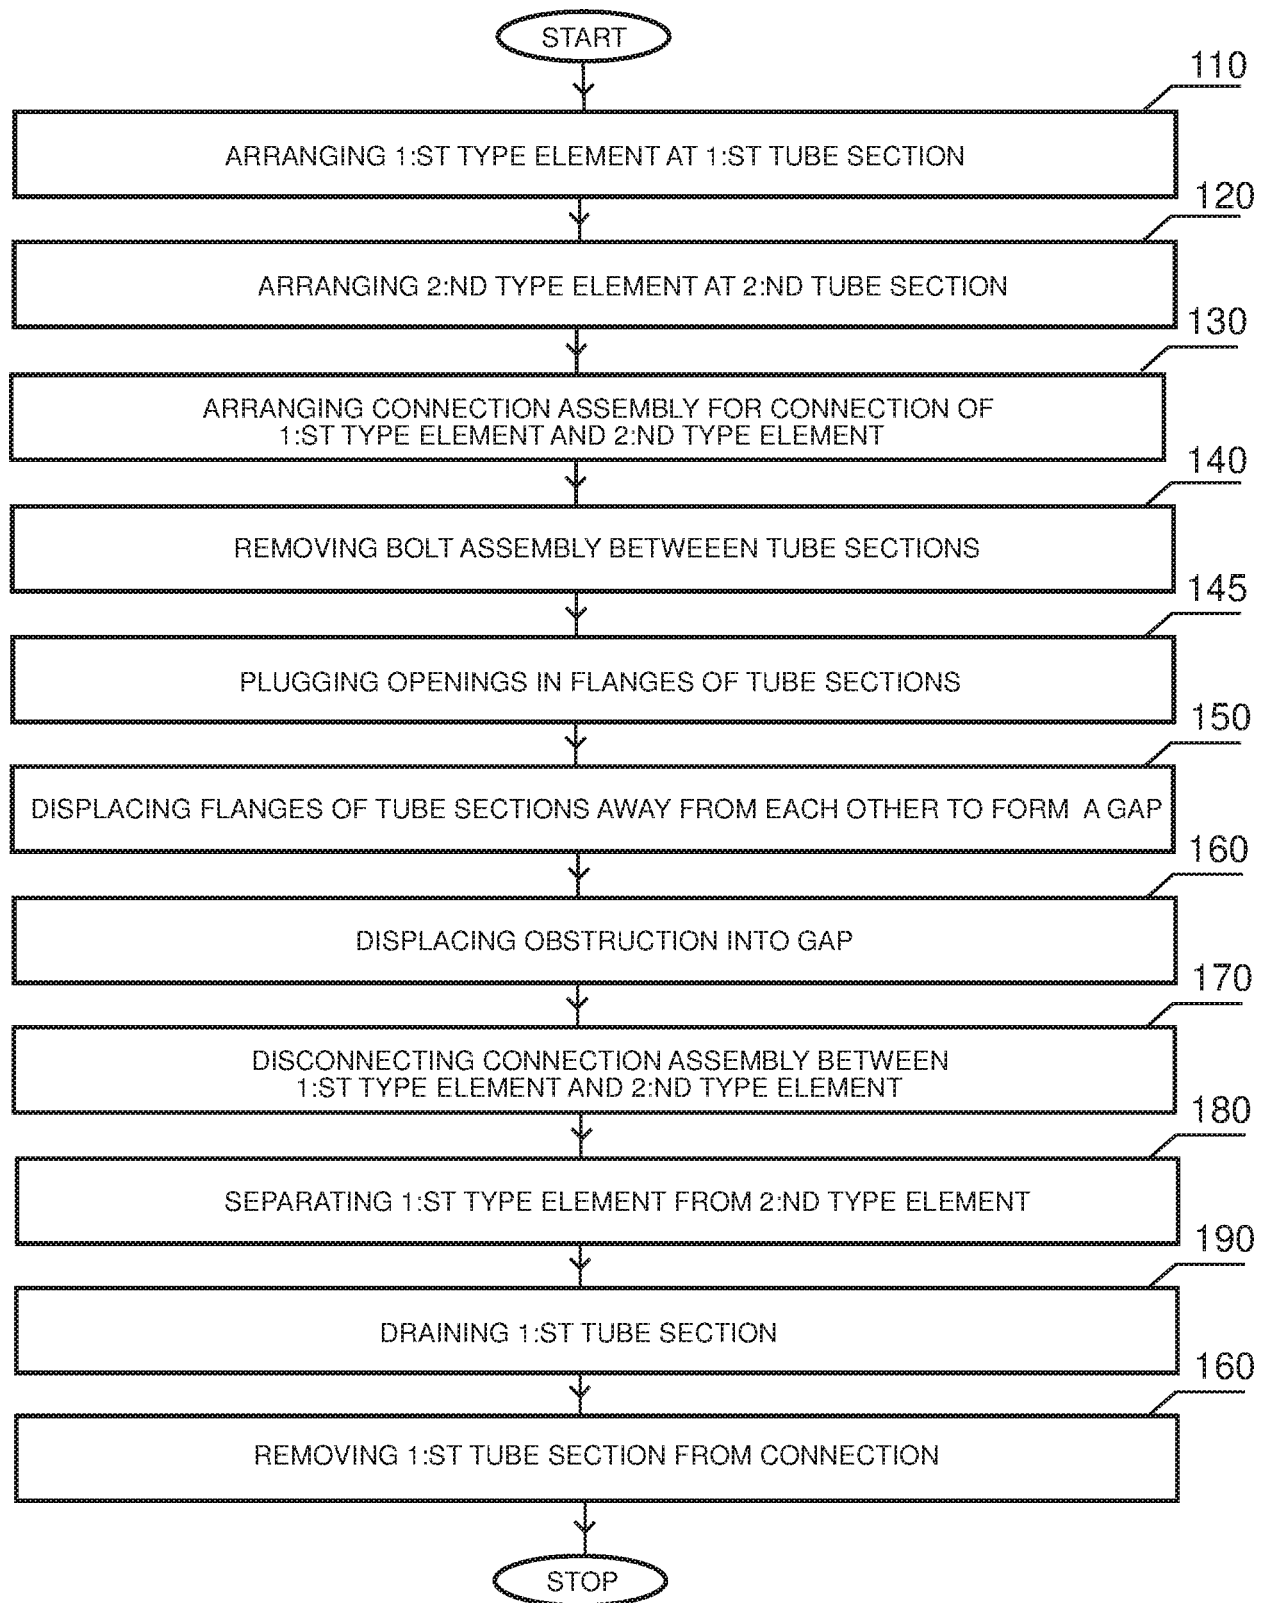 START
110
ARRANGING 1:ST TYPE ELEMENT AT 1:ST TUBE SECTION
120
ARRANGING 2:ND TYPE ELEMENT AT 2:ND TUBE SECTION
130
ARRANGING CONNECTION ASSEMBLY FOR CONNECTION OF
1:ST TYPE ELEMENT AND 2:ND TYPE ELEMENT
140
REMOVING BOLT ASSEMBLY BETWEEEN TUBE SECTIONS
145
PLUGGING OPENINGS IN FLANGES OF TUBE SECTIONS
150
DISPLACING FLANGES OF TUBE SECTIONS AWAY FROM EACH OTHER TO FORM A GAP
160
DISPLACING OBSTRUCTION INTO GAP
170
DISCONNECTING CONNECTION ASSEMBLY BETWEEN
1:ST TYPE ELEMENT AND 2:ND TYPE ELEMENT
180
SEPARATING 1:ST TYPE ELEMENT FROM 2:ND TYPE ELEMENT
190
DRAINING 1:ST TUBE SECTION
160
REMOVING 1:ST TUBE SECTION FROM CONNECTION
STOP